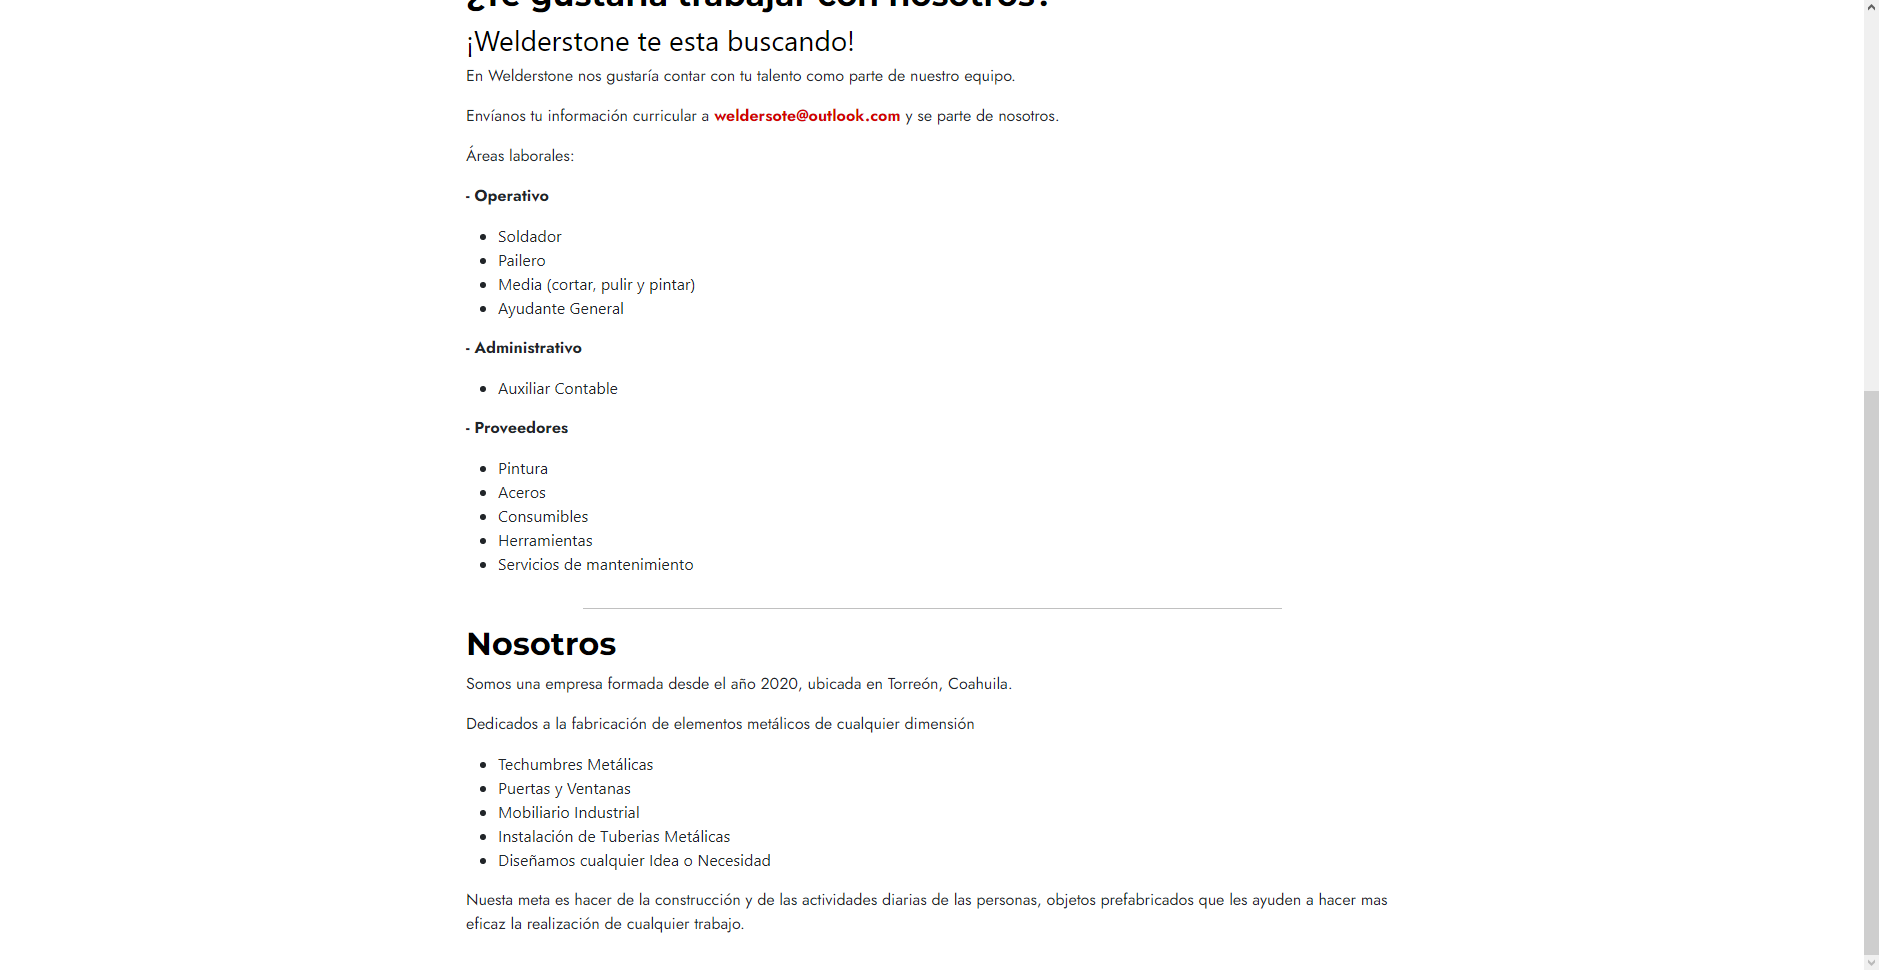 ¿Te gustaría trabajar con nosotros?
¡Welderstone te esta buscando!
En Welderstone nos gustaría contar con tu talento como parte de nuestro equipo.
Envíanos tu información curricular a weldersote@outlook.com y se parte de nosotros.
Áreas laborales:
- Operativo
Soldador
Pailero
Media (cortar, pulir y pintar)
Ayudante General
- Administrativo
Auxiliar Contable
- Proveedores
Pintura
Aceros
Consumibles
Herramientas
Servicios de mantenimiento
Nosotros
Somos una empresa formada desde el año 2020, ubicada en Torreón, Coahuila.
Dedicados a la fabricación de elementos metálicos de cualquier dimensión
Techumbres Metálicas
Puertas y Ventanas
Mobiliario Industrial
Instalación de Tuberias Metálicas
Diseñamos cualquier Idea o Necesidad
Nuesta meta es hacer de la construcción y de las actividades diarias de las personas, objetos prefabricados que les ayuden a hacer mas
eficaz la realización de cualquier trabajo.